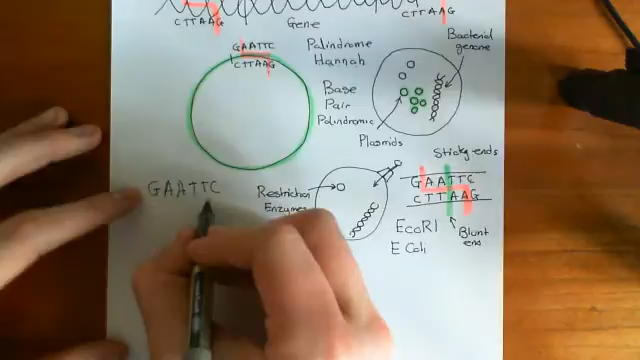 CTTAAG
Gene
CTTAAG
GAATTC
CTTAAG
Palindrome
Hannah
Base
Pair
Palindromic
Bacterial
genome
Plasmids
GAATTC
Restriction
Enzymes
Sticky ends
GAATTC
CTTAAG
EcoRI
E Coli
Blunt
ends